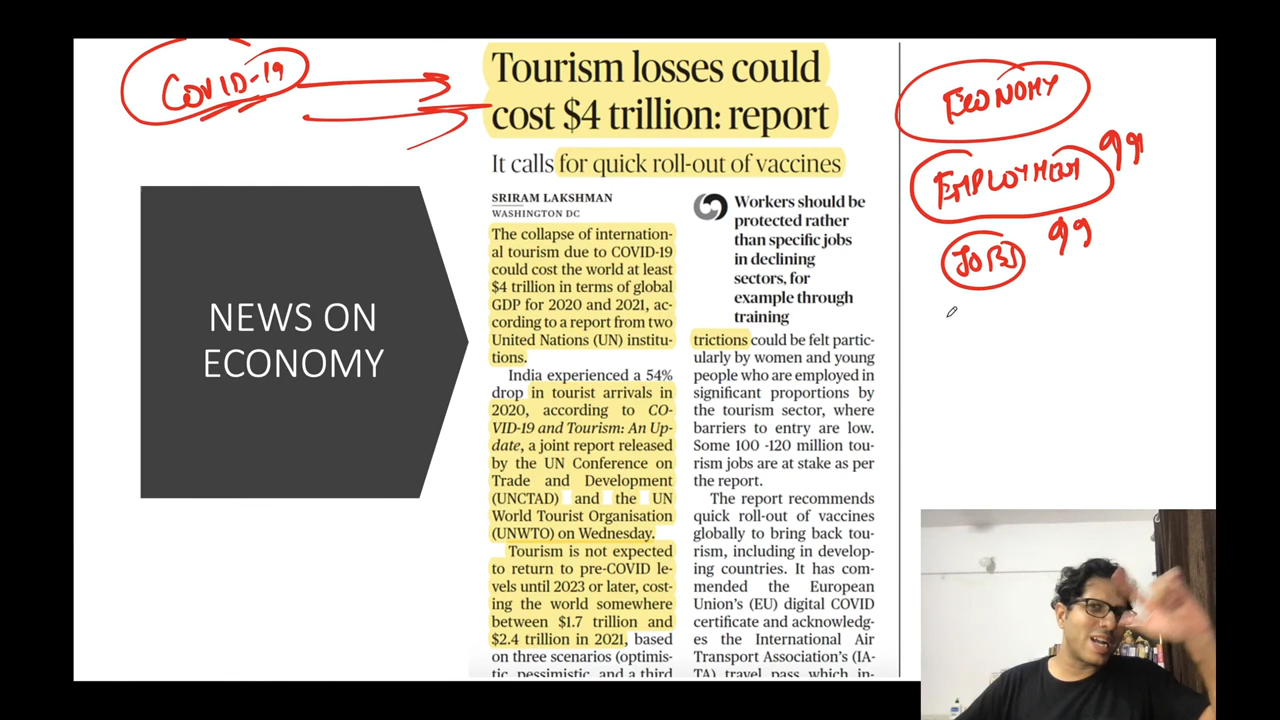 COVID-19
NEWS ON
ECONOMY
Tourism losses could
cost $4 trillion: report
It calls for quick roll-out of vaccines
SRIRAM LAKSHMAN
WASHINGTON DC
The collapse of internation-
al tourism due to COVID-19
could cost the world at least
$4 trillion in terms of global
GDP for 2020 and 2021, ac-
cording to a report from two
United Nations (UN) institu-
tions.
India experienced a 54%
drop in tourist arrivals in
2020, according to CO-
VID-19 and Tourism: An Up-
date, a joint report released
by the UN Conference on
Trade and Development
(UNCTAD) and the UN
World Tourist Organisation
(UNWTO) on Wednesday.
Tourism is not expected
to return to pre-COVID le-
vels until 2023 or later, cost-
ing the world somewhere
between $1.7 trillion and
$2.4 trillion in 2021, based
on three scenarios (optimis-
tic, pessimistic, and a third
Workers should be
protected rather
than specific jobs
in declining
sectors, for
example through
training
trictions could be felt partic-
ularly by women and young
people who are employed in
significant proportions by
the tourism sector, where
barriers to entry are low.
Some 100 -120 million tou-
rism jobs are at stake as per
the report.
The report recommends
quick roll-out of vaccines
globally to bring back tou-
rism, including in develop-
ing countries. It has com-
mended the European
Union's (EU) digital COVID
certificate and acknowledg-
es the International Air
Transport Association's (IA-
TA) travel pass which in-
ECONOMY
EMPLOYMENT
JOBS